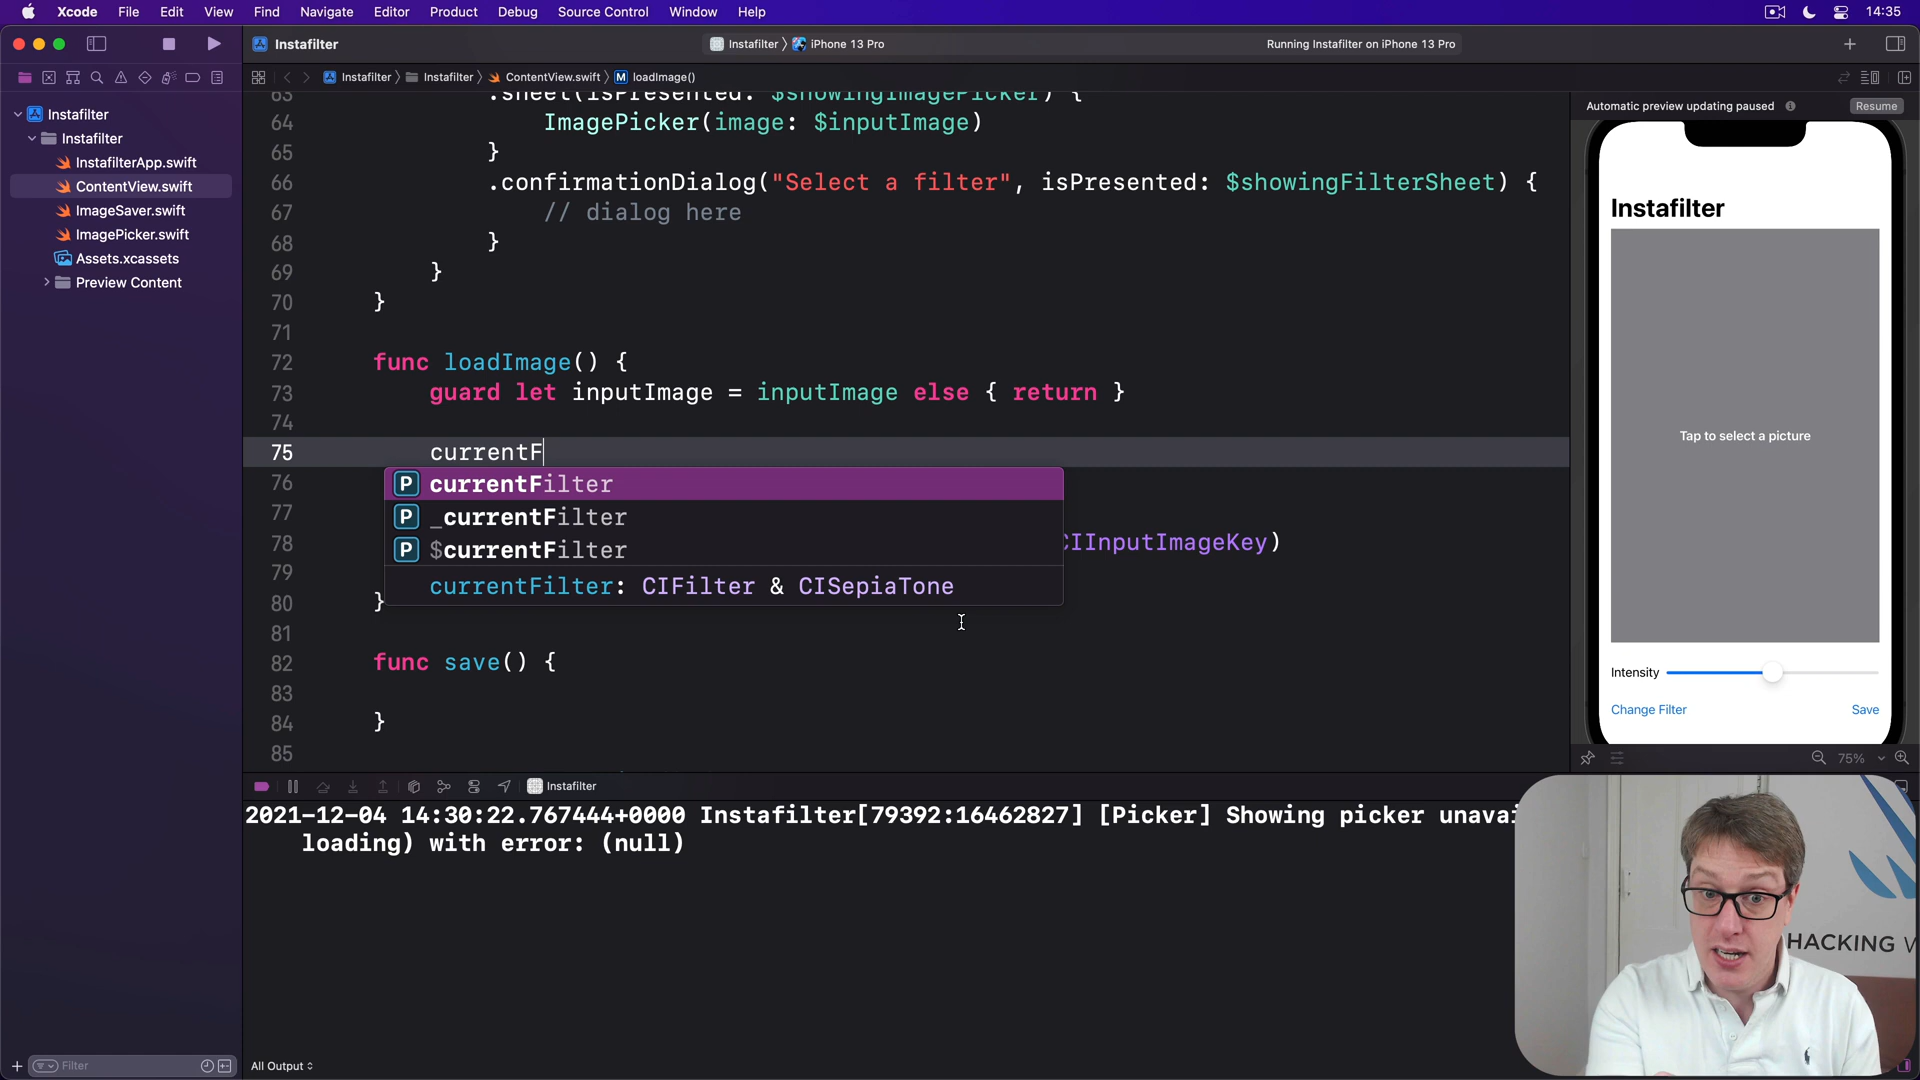 Xcode File Edit View Find Navigate Editor Product Debug Source Control Window Help 14:35
Instafilter
Instafilter iPhone 13 Pro
Running Instafilter on iPhone 13 Pro
Instafilter Instafilter ContentView.swift M loadImage()
Instafilter
Instafilter
InstafilterApp.swift
ContentView.swift
ImageSaver.swift
ImagePicker.swift
Assets.xcassets
Preview Content
63 .sheet(isPresented: $showingImagePicker) {
64 ImagePicker(image: $inputImage)
65 }
66 .confirmationDialog("Select a filter", isPresented: $showingFilterSheet) {
67 // dialog here
68 }
69 }
70 }
71
72 func loadImage() {
73 guard let inputImage = inputImage else { return }
74
75 currentF
76 P currentFilter
77 P _currentFilter
78 P $currentFilter CIInputImageKey)
79 currentFilter: CIFilter & CISepiaTone
80 }
81
82 func save() {
83
84 }
85
Automatic preview updating paused Resume
Instafilter
Tap to select a picture
Intensity
Change Filter Save
75%
Instafilter
2021-12-04 14:30:22.767444+0000 Instafilter[79392:16462827] [Picker] Showing picker unavai
loading) with error: (null)
HACKING W
Filter
All Output